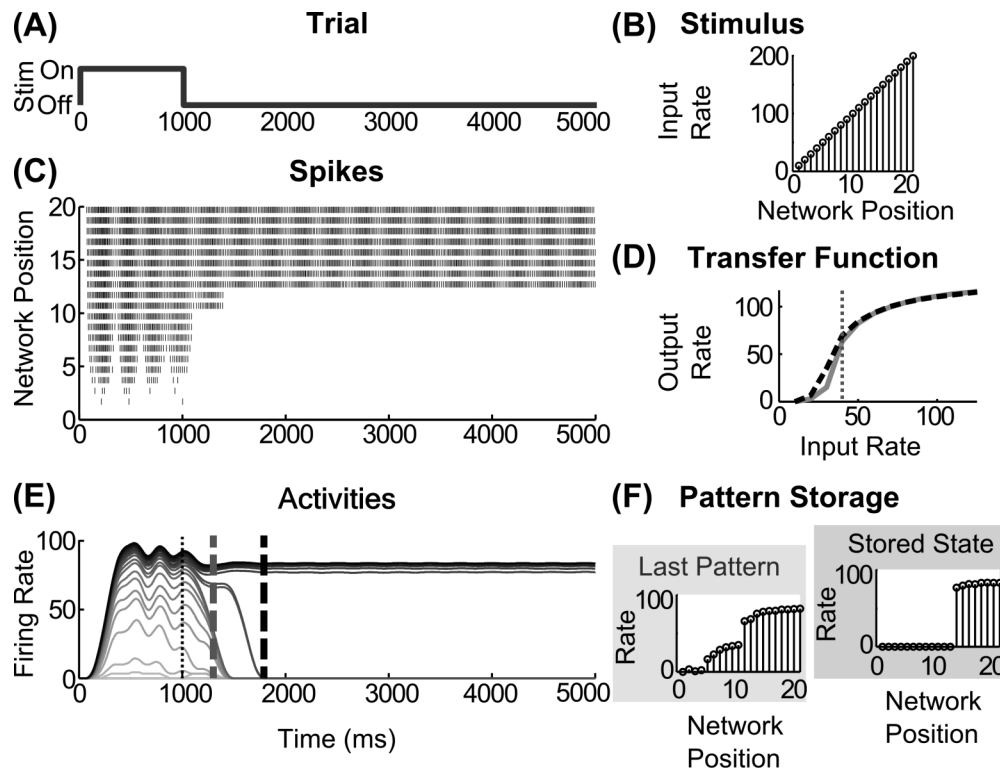 (A) Trial
Stim
On
Off
0 1000 2000 3000 4000 5000
(B) Stimulus
Input Rate
200
100
0
0 10 20
Network Position
(C) Spikes
Network Position
20
15
10
5
0
0 1000 2000 3000 4000 5000
(D) Transfer Function
Output Rate
100
50
0
50 100
Input Rate
(E) Activities
Firing Rate
100
50
0
0 1000 2000 3000 4000 5000
Time (ms)
(F) Pattern Storage
Last Pattern
Rate
100
0
0 10 20
Network
Position
Stored State
Rate
100
0
0 10 20
Network
Position